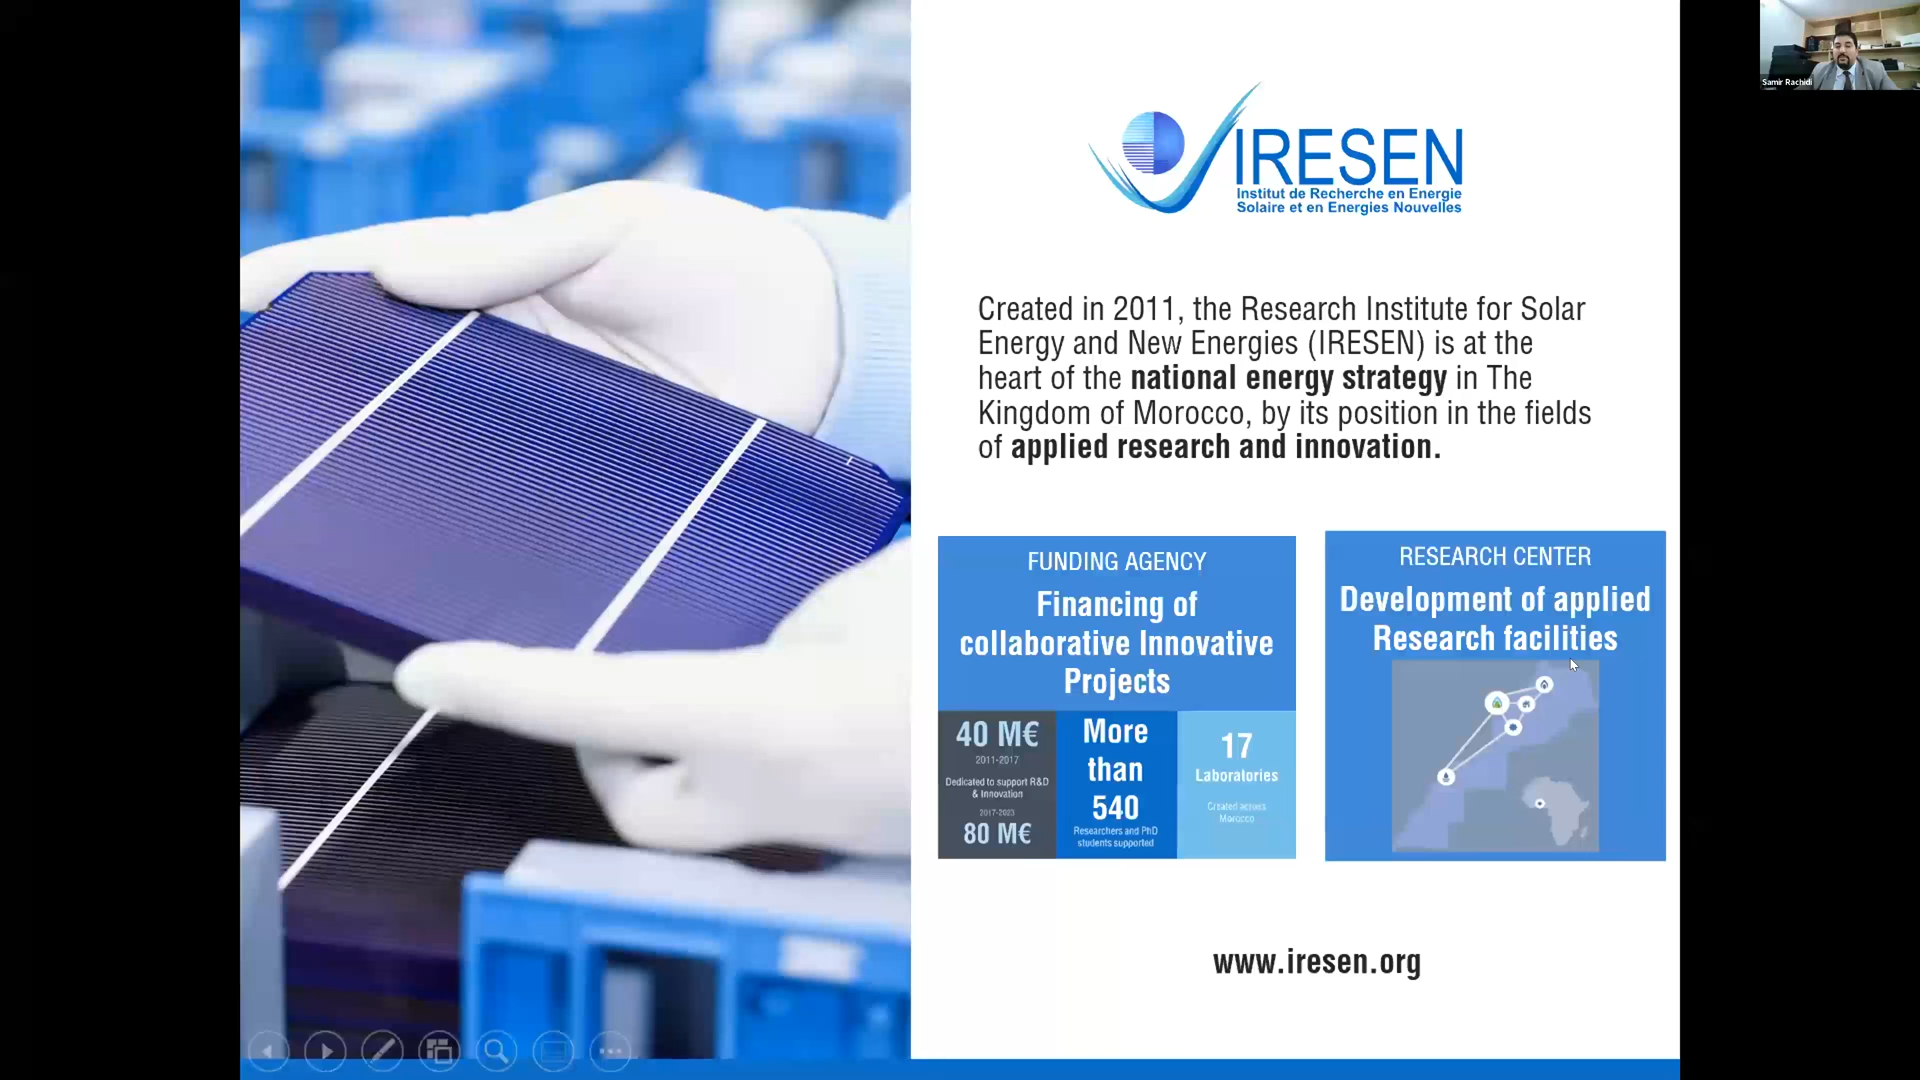 Samir Rachidi
IRESEN
Institut de Recherche en Energie
Solaire et en Energies Nouvelles
Created in 2011, the Research Institute for Solar
Energy and New Energies (IRESEN) is at the
heart of the national energy strategy in The
Kingdom of Morocco, by its position in the fields
of applied research and innovation.
FUNDING AGENCY
Financing of
collaborative Innovative
Projects
40 M€
2011-2017
Dedicated to support R&D
& Innovation
2017-2023
80 M€
More
than
540
Researchers and PhD
students supported
17
Laboratories
Created across
Morocco
RESEARCH CENTER
Development of applied
Research facilities
www.iresen.org